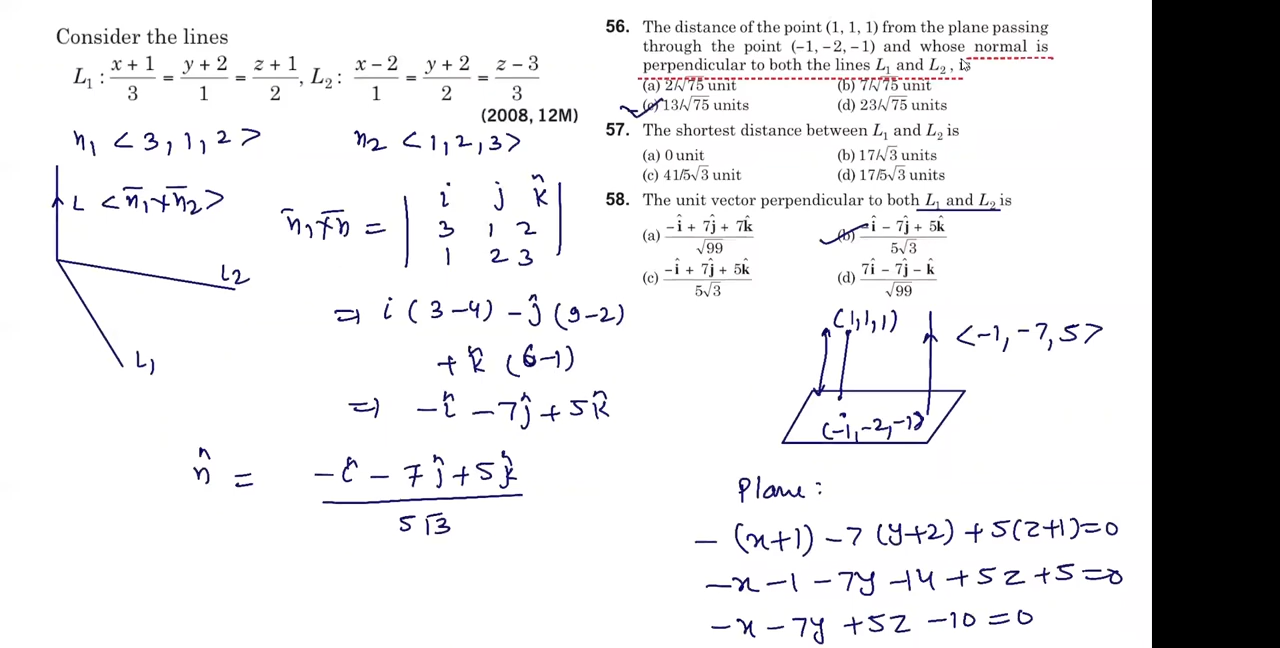 Consider the lines
L₁ : (x + 1)/3 = (y + 2)/1 = (z + 1)/2 , L₂ : (x − 2)/1 = (y + 2)/2 = (z − 3)/3
(2008, 12M)
n₁ < 3, 1, 2 >
n₂ < 1, 2, 3 >
L < n̄₁ × n̄₂ >
L₂
L₁
n̄₁ × n̄ = | i j k̂ |
3 1 2
1 2 3
⇒ i (3 − 4) − ĵ (9 − 2)
+ k̂ (6 − 1)
⇒ − î − 7ĵ + 5k̂
n̂ = (− î − 7ĵ + 5k̂)/5√3
56. The distance of the point (1, 1, 1) from the plane passing
through the point (−1, −2, −1) and whose normal is
perpendicular to both the lines L₁ and L₂, is
(a) 2/√75 unit (b) 7/√75 unit
(c) 13/√75 units (d) 23/√75 units
57. The shortest distance between L₁ and L₂ is
(a) 0 unit (b) 17/√3 units
(c) 41/5√3 unit (d) 17/5√3 units
58. The unit vector perpendicular to both L₁ and L₂ is
(a) (−î + 7ĵ + 7k̂)/√99 (b) (−î − 7ĵ + 5k̂)/5√3
(c) (−î + 7ĵ + 5k̂)/5√3 (d) (7î − 7ĵ − k̂)/√99
(1, 1, 1)
< −1, −7, 5 >
(−1, −2, −1)
Plane :
− (x+1) − 7 (y+2) + 5(z+1) = 0
−x − 1 − 7y − 14 + 5z + 5 = 0
−x − 7y + 5z − 10 = 0